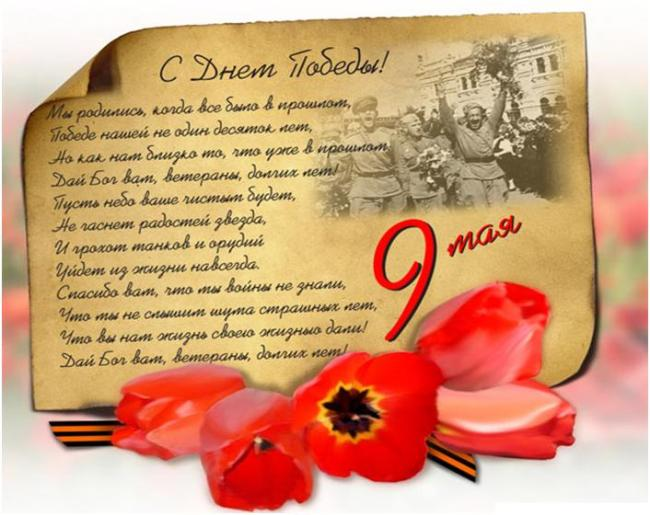 С Днем Победы!
Мы родились, когда все было в прошлом,
Победе нашей не один десяток лет,
Но как нам близко то, что уже в прошлом.
Дай Бог вам, ветераны, долгих лет!
Пусть небо ваше чистым будет,
Не гаснет радостей звезда,
И грохот танков и орудий
Уйдет из жизни навсегда.
Спасибо вам, что мы войны не знали,
Что мы не слышим шума страшных лет,
Что вы нам жизнь своею жизнью дали!
Дай Бог вам, ветераны, долгих лет!
9 мая